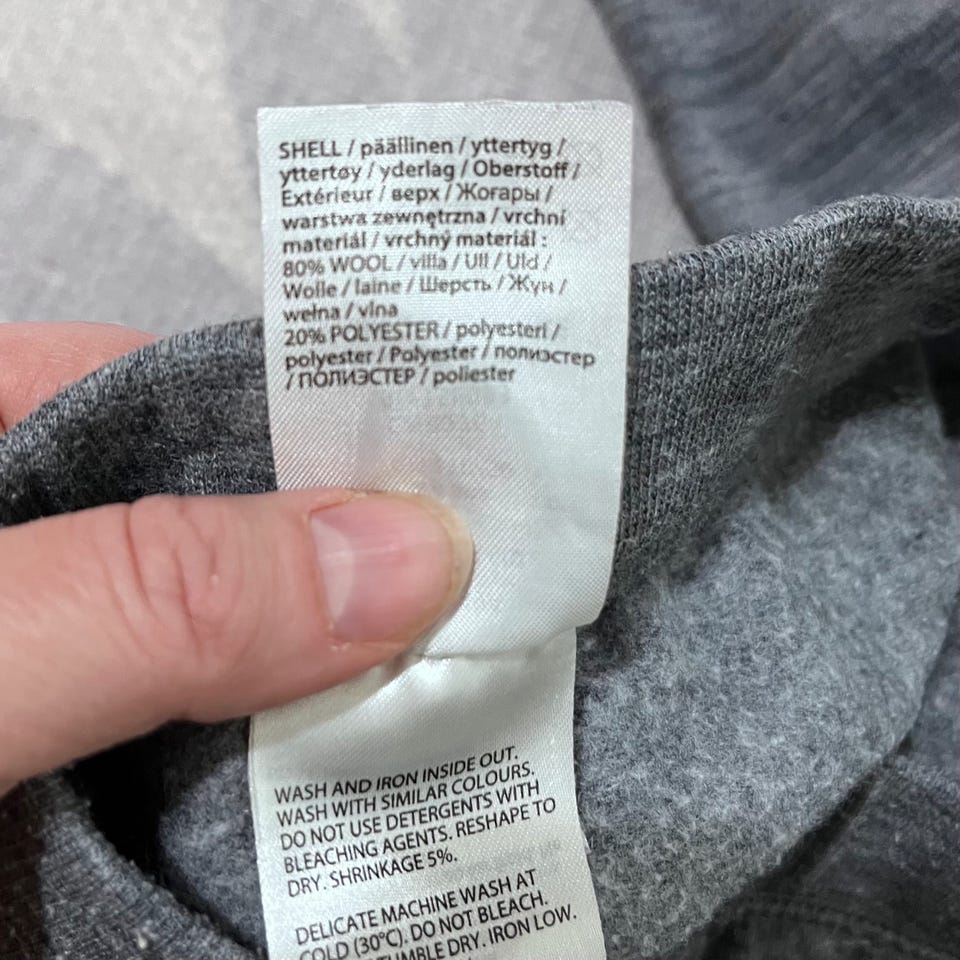 SHELL / päällinen / yttertyg /
yttertøy / yderlag / Oberstoff /
Extérieur / верх / Жоғары /
warstwa zewnętrzna / vrchní
materiál / vrchný materiál :
80% WOOL / villa / Ull / Uld /
Wolle / laine / Шерсть / Жүн /
wełna / vlna
20% POLYESTER / polyesteri /
polyester / Polyester / полиэстер
/ ПОЛИЭСТЕР / poliester
WASH AND IRON INSIDE OUT.
WASH WITH SIMILAR COLOURS.
DO NOT USE DETERGENTS WITH
BLEACHING AGENTS. RESHAPE TO
DRY. SHRINKAGE 5%.
DELICATE MACHINE WASH AT
COLD (30°C). DO NOT BLEACH.
TUMBLE DRY. IRON LOW.